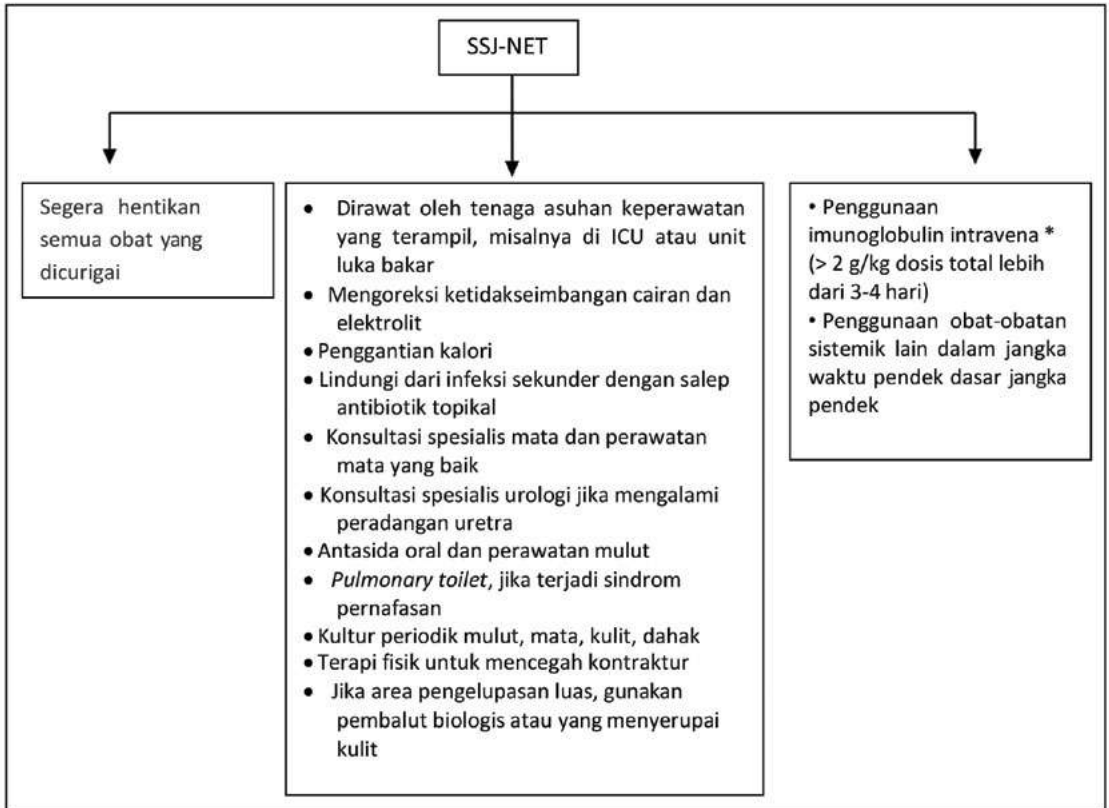 SSJ-NET
Segera hentikan
semua obat yang
dicurigai
• Dirawat oleh tenaga asuhan keperawatan
yang terampil, misalnya di ICU atau unit
luka bakar
• Mengoreksi ketidakseimbangan cairan dan
elektrolit
• Penggantian kalori
• Lindungi dari infeksi sekunder dengan salep
antibiotik topikal
• Konsultasi spesialis mata dan perawatan
mata yang baik
• Konsultasi spesialis urologi jika mengalami
peradangan uretra
• Antasida oral dan perawatan mulut
• Pulmonary toilet, jika terjadi sindrom
pernafasan
• Kultur periodik mulut, mata, kulit, dahak
• Terapi fisik untuk mencegah kontraktur
• Jika area pengelupasan luas, gunakan
pembalut biologis atau yang menyerupai
kulit
• Penggunaan
imunoglobulin intravena *
(> 2 g/kg dosis total lebih
dari 3-4 hari)
• Penggunaan obat-obatan
sistemik lain dalam jangka
waktu pendek dasar jangka
pendek